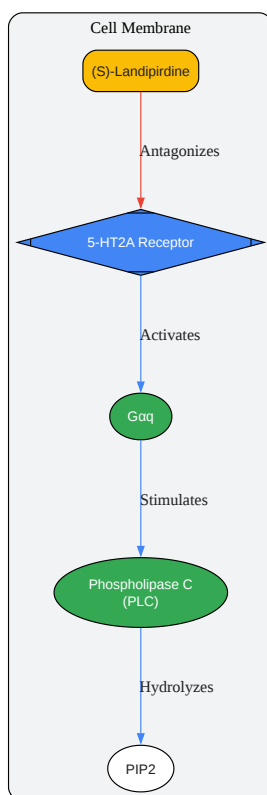 Cell Membrane
(S)-Landipirdine
Antagonizes
5-HT2A Receptor
Activates
Gαq
Stimulates
Phospholipase C
(PLC)
Hydrolyzes
PIP2